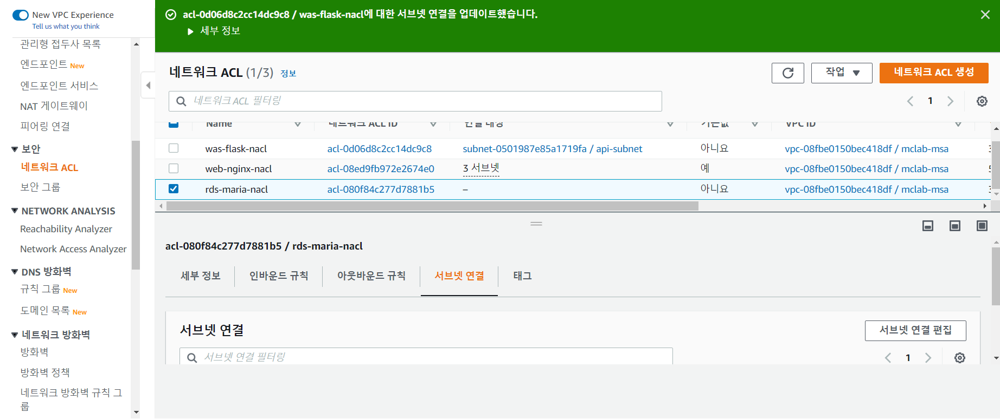 New VPC Experience
Tell us what you think
관리형 접두사 목록
엔드포인트 New
엔드포인트 서비스
NAT 게이트웨이
피어링 연결
보안
네트워크 ACL
보안 그룹
NETWORK ANALYSIS
Reachability Analyzer
Network Access Analyzer
DNS 방화벽
규칙 그룹 New
도메인 목록 New
네트워크 방화벽
방화벽
방화벽 정책
네트워크 방화벽 규칙 그
룹
acl-0d06d8c2cc14dc9c8 / was-flask-nacl에 대한 서브넷 연결을 업데이트했습니다.
세부 정보
네트워크 ACL (1/3) 정보
작업
네트워크 ACL 생성
네트워크 ACL 필터링
1
Name 네트워크 ACL ID 연결 대상 기본값 VPC ID
was-flask-nacl acl-0d06d8c2cc14dc9c8 subnet-0501987e85a1719fa / api-subnet 아니요 vpc-08fbe0150bec418df / mclab-msa
web-nginx-nacl acl-08ed9fb972e2674e0 3 서브넷 예 vpc-08fbe0150bec418df / mclab-msa
rds-maria-nacl acl-080f84c277d7881b5 – 아니요 vpc-08fbe0150bec418df / mclab-msa
acl-080f84c277d7881b5 / rds-maria-nacl
세부 정보 인바운드 규칙 아웃바운드 규칙 서브넷 연결 태그
서브넷 연결
서브넷 연결 편집
서브넷 연결 필터링
1